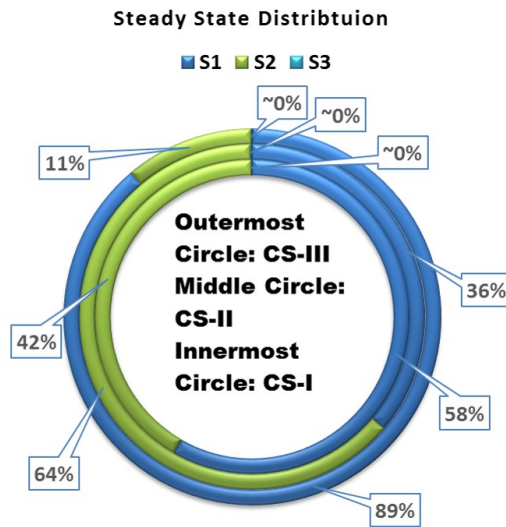 Steady State Distribtuion
S1 S2 S3
~0%
~0%
~0%
11%
Outermost
Circle: CS-III
Middle Circle:
CS-II
Innermost
Circle: CS-I
36%
42%
58%
64%
89%